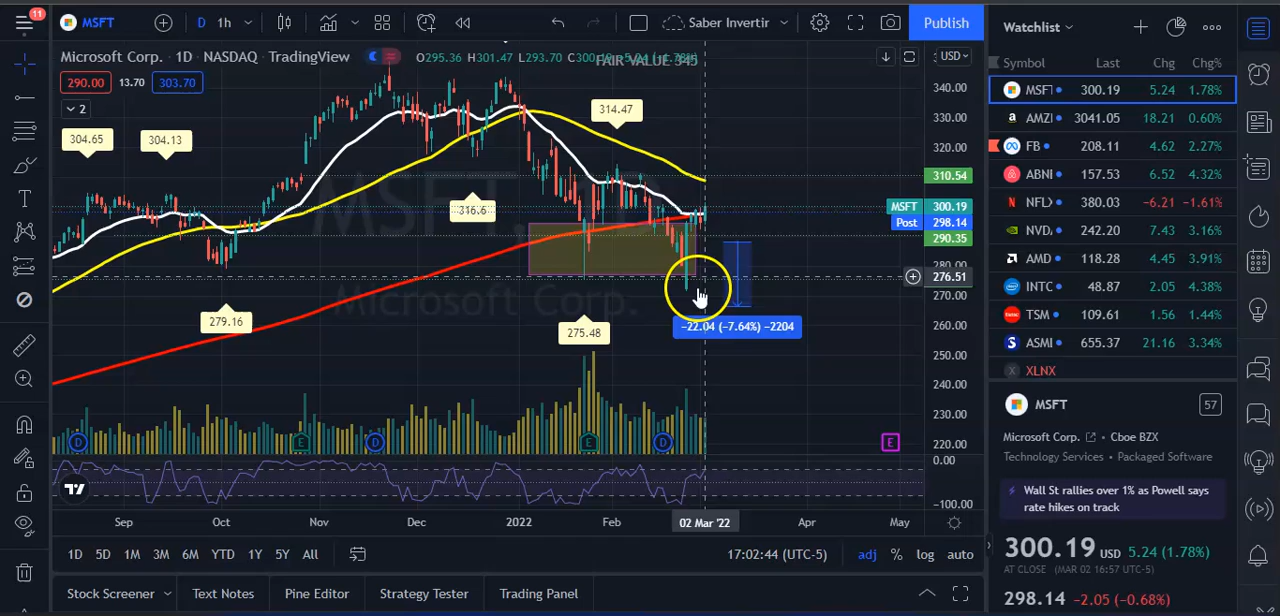 11
MSFT
D
1h
Saber Invertir
Publish
Microsoft Corp. · 1D · NASDAQ · TradingView
O295.36 H301.47 L293.70
FAIR VALUE 345
USD
290.00
13.70
303.70
2
304.65
304.13
316.6
314.47
279.16
275.48
−22.04 (−7.64%) −2204
MSFT
Microsoft Corp.
340.00
330.00
320.00
310.54
MSFT 300.19
Post 298.14
290.35
276.51
270.00
260.00
250.00
240.00
230.00
220.00
0.00
−100.00
D
E
D
E
D
E
Sep
Oct
Nov
Dec
2022
Feb
02 Mar '22
Apr
May
1D
5D
1M
3M
6M
YTD
1Y
5Y
All
17:02:44 (UTC-5)
adj
%
log
auto
Stock Screener
Text Notes
Pine Editor
Strategy Tester
Trading Panel
Watchlist
Symbol Last Chg Chg%
MSFT 300.19 5.24 1.78%
AMZN 3041.05 18.21 0.60%
FB 208.11 4.62 2.27%
ABNB 157.53 6.52 4.32%
NFLX 380.03 −6.21 −1.61%
NVDA 242.20 7.43 3.16%
AMD 118.28 4.45 3.91%
INTC 48.87 2.05 4.38%
TSM 109.61 1.56 1.44%
ASML 655.37 21.16 3.34%
XLNX
MSFT
57
Microsoft Corp. • Cboe BZX
Technology Services • Packaged Software
Wall St rallies over 1% as Powell says
rate hikes on track
300.19 USD 5.24 (1.78%)
AT CLOSE (MAR 02 16:57 UTC-5)
298.14 −2.05 (−0.68%)